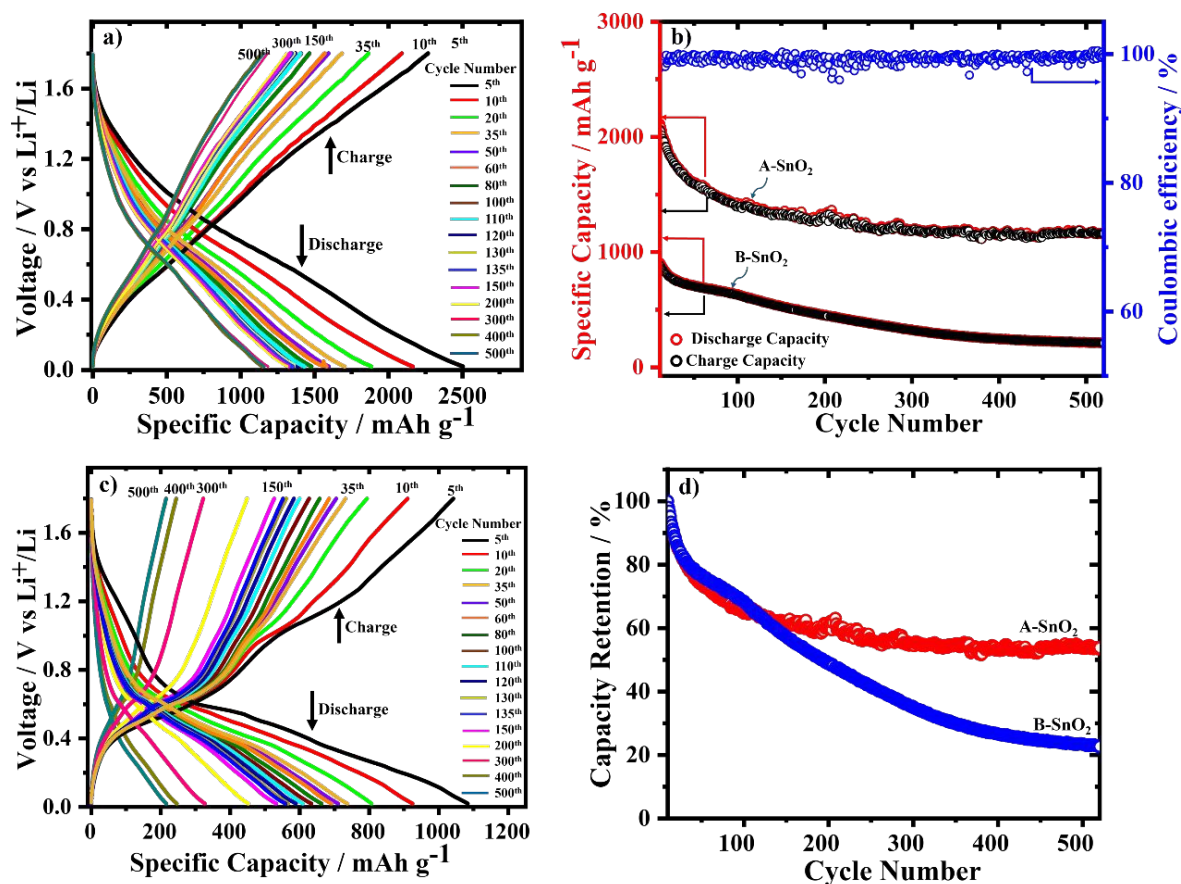 a)
500th 300th 150th 35th 10th 5th
Cycle Number
5th
10th
20th
35th
50th
60th
80th
100th
110th
120th
130th
135th
150th
200th
300th
400th
500th
Charge
Discharge
1.6
1.2
0.8
0.4
0.0
Voltage / V vs Li+/Li
0 500 1000 1500 2000 2500
Specific Capacity / mAh g-1
b)
3000
2000
1000
0
Specific Capacity / mAh g-1
A-SnO2
B-SnO2
Discharge Capacity
Charge Capacity
100
80
60
Coulombic efficiency / %
100 200 300 400 500
Cycle Number
c)
500th 400th 300th 150th 35th 10th 5th
Cycle Number
5th
10th
20th
35th
50th
60th
80th
100th
110th
120th
130th
135th
150th
200th
300th
400th
500th
Charge
Discharge
1.6
1.2
0.8
0.4
0.0
Voltage / V vs Li+/Li
0 200 400 600 800 1000
Specific Capacity / mAh g-1
d)
100
80
60
40
20
0
Capacity Retention / %
A-SnO2
B-SnO2
100 200 300 400 500
Cycle Number